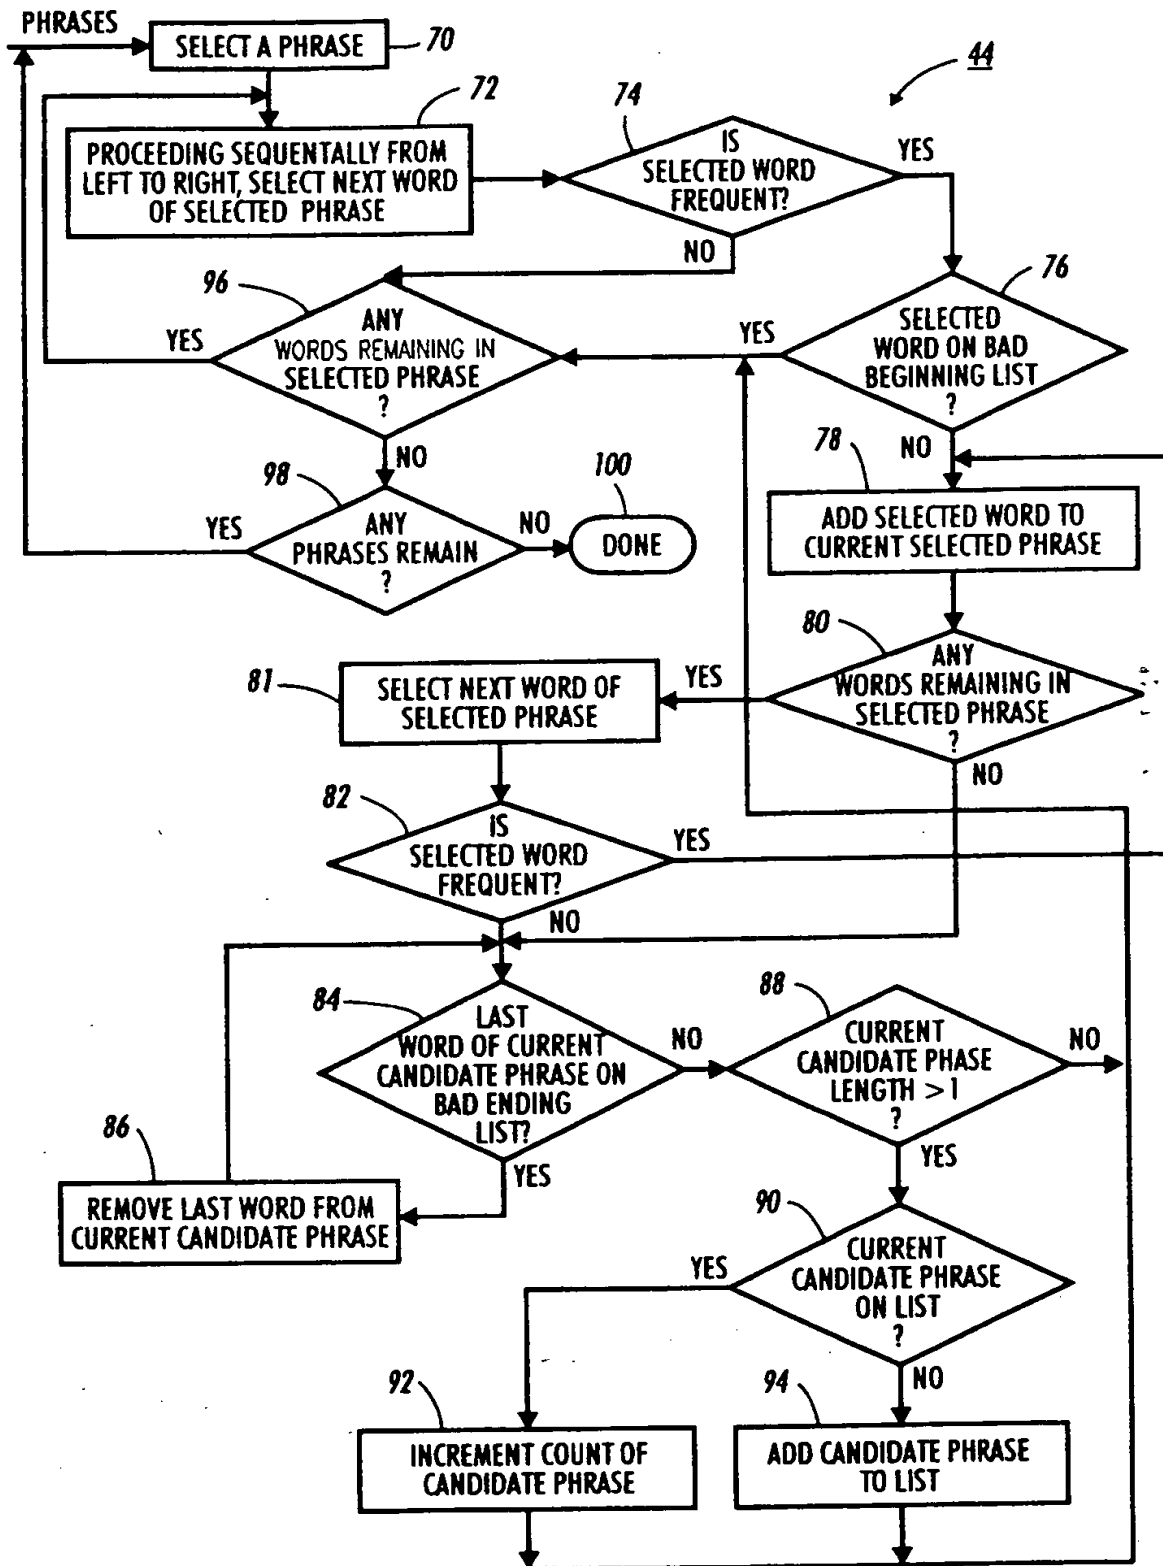 PHRASES
SELECT A PHRASE
70
44
72
PROCEEDING SEQUENTALLY FROM
LEFT TO RIGHT, SELECT NEXT WORD
OF SELECTED PHRASE
74
IS
SELECTED WORD
FREQUENT?
YES
NO
96
ANY
WORDS REMAINING IN
SELECTED PHRASE
?
YES
NO
76
SELECTED
WORD ON BAD
BEGINNING LIST
?
YES
NO
98
ANY
PHRASES REMAIN
?
YES
NO
100
DONE
78
ADD SELECTED WORD TO
CURRENT SELECTED PHRASE
80
ANY
WORDS REMAINING IN
SELECTED PHRASE
?
YES
NO
81
SELECT NEXT WORD OF
SELECTED PHRASE
82
IS
SELECTED WORD
FREQUENT?
YES
NO
84
LAST
WORD OF CURRENT
CANDIDATE PHRASE ON
BAD ENDING
LIST?
NO
YES
86
REMOVE LAST WORD FROM
CURRENT CANDIDATE PHRASE
88
CURRENT
CANDIDATE PHASE
LENGTH > 1
?
NO
YES
90
CURRENT
CANDIDATE PHRASE
ON LIST
?
YES
NO
92
INCREMENT COUNT OF
CANDIDATE PHRASE
94
ADD CANDIDATE PHRASE
TO LIST